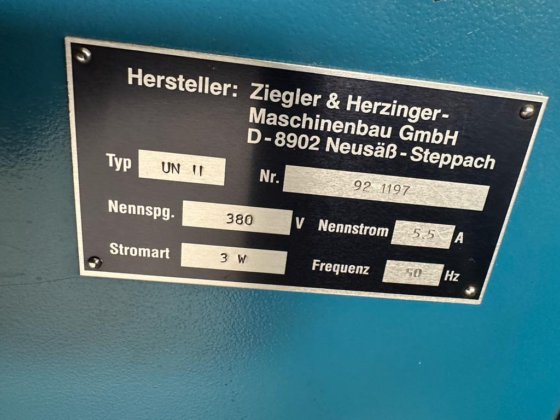 Hersteller: Ziegler & Herzinger-
Maschinenbau GmbH
D-8902 Neusäß-Steppach
Typ UN II Nr. 92 1197
Nennspg. 380 V Nennstrom 5.5 A
Stromart 3 W Frequenz 50 Hz